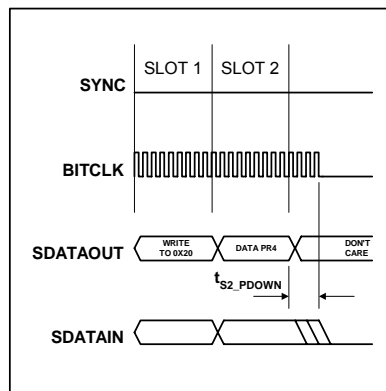 SLOT 1 SLOT 2
SYNC
BITCLK
SDATAOUT
WRITE
TO 0X20
DATA PR4
DON'T
CARE
tS2_PDOWN
SDATAIN